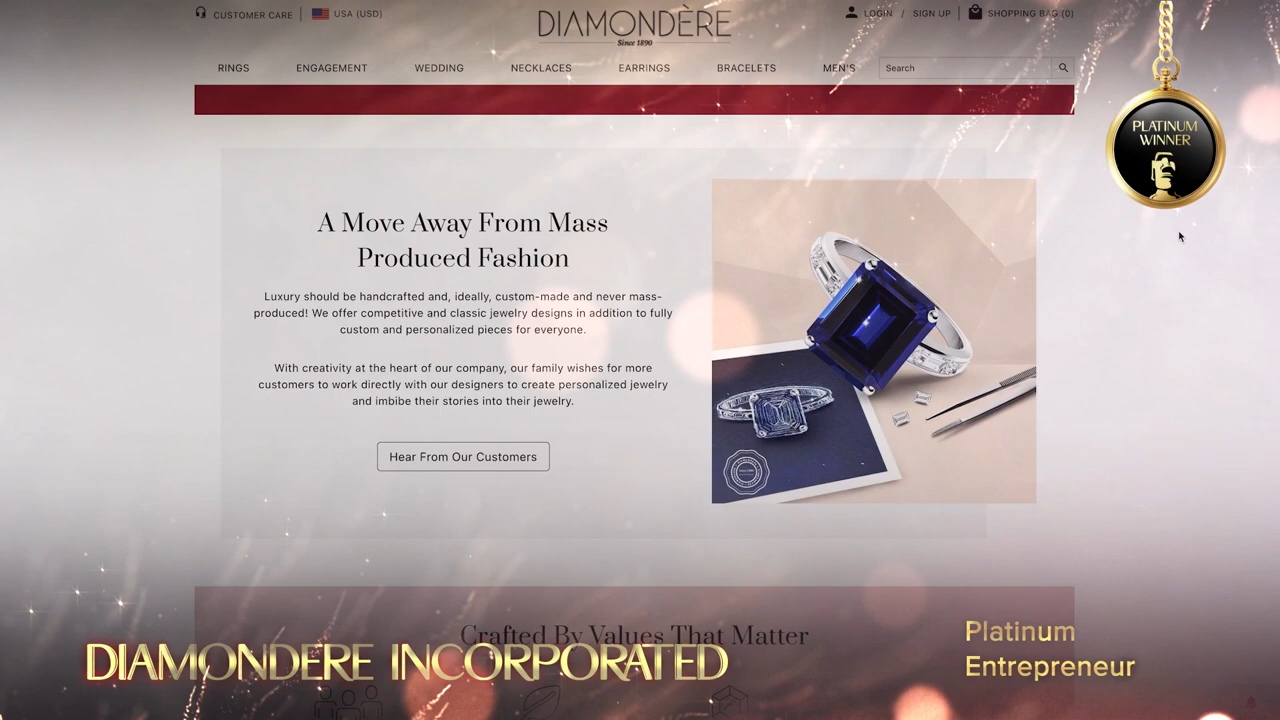 CUSTOMER CARE
USA (USD)
DIAMONDÈRE
Since 1890
LOGIN / SIGN UP
SHOPPING BAG (0)
RINGS
ENGAGEMENT
WEDDING
NECKLACES
EARRINGS
BRACELETS
MEN'S
Search
PLATINUM
WINNER
A Move Away From Mass
Produced Fashion
Luxury should be handcrafted and, ideally, custom-made and never mass-
produced! We offer competitive and classic jewelry designs in addition to fully
custom and personalized pieces for everyone.
With creativity at the heart of our company, our family wishes for more
customers to work directly with our designers to create personalized jewelry
and imbibe their stories into their jewelry.
Hear From Our Customers
Crafted By Values That Matter
DIAMONDERE INCORPORATED
Platinum
Entrepreneur